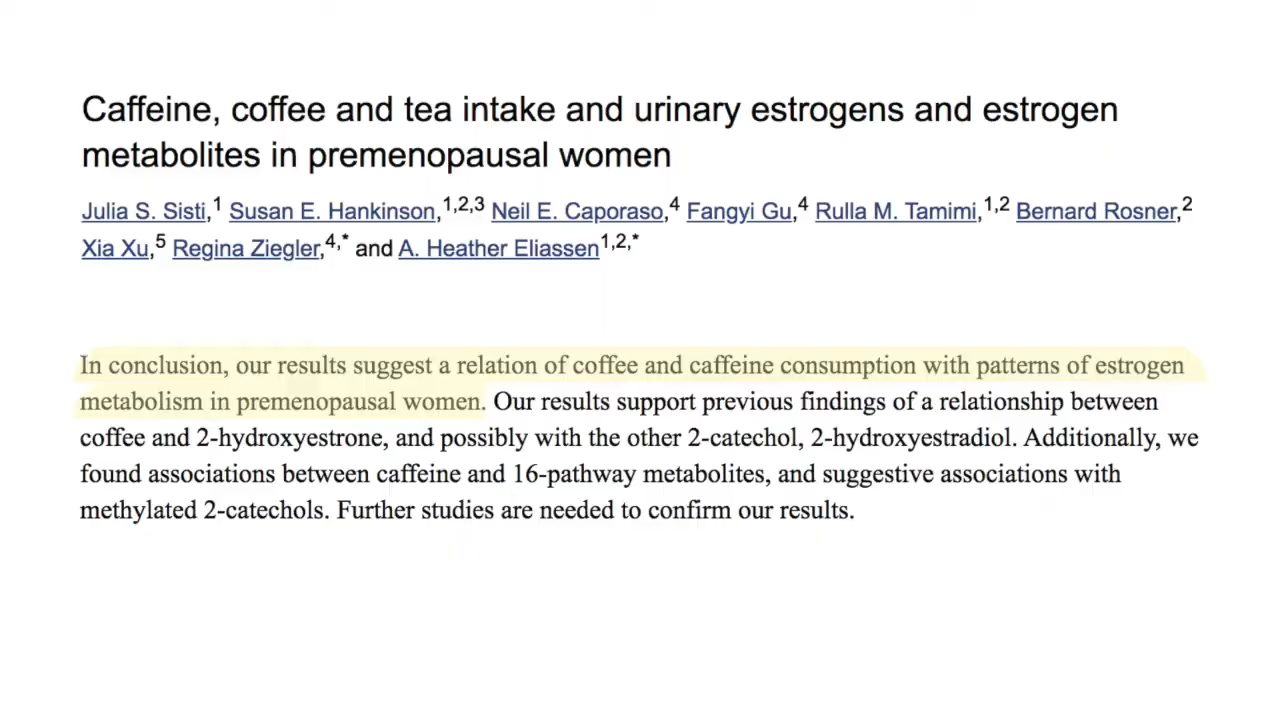 Caffeine, coffee and tea intake and urinary estrogens and estrogen
metabolites in premenopausal women
Julia S. Sisti,1 Susan E. Hankinson,1,2,3 Neil E. Caporaso,4 Fangyi Gu,4 Rulla M. Tamimi,1,2 Bernard Rosner,2
Xia Xu,5 Regina Ziegler,4,* and A. Heather Eliassen1,2,*
In conclusion, our results suggest a relation of coffee and caffeine consumption with patterns of estrogen
metabolism in premenopausal women. Our results support previous findings of a relationship between
coffee and 2-hydroxyestrone, and possibly with the other 2-catechol, 2-hydroxyestradiol. Additionally, we
found associations between caffeine and 16-pathway metabolites, and suggestive associations with
methylated 2-catechols. Further studies are needed to confirm our results.